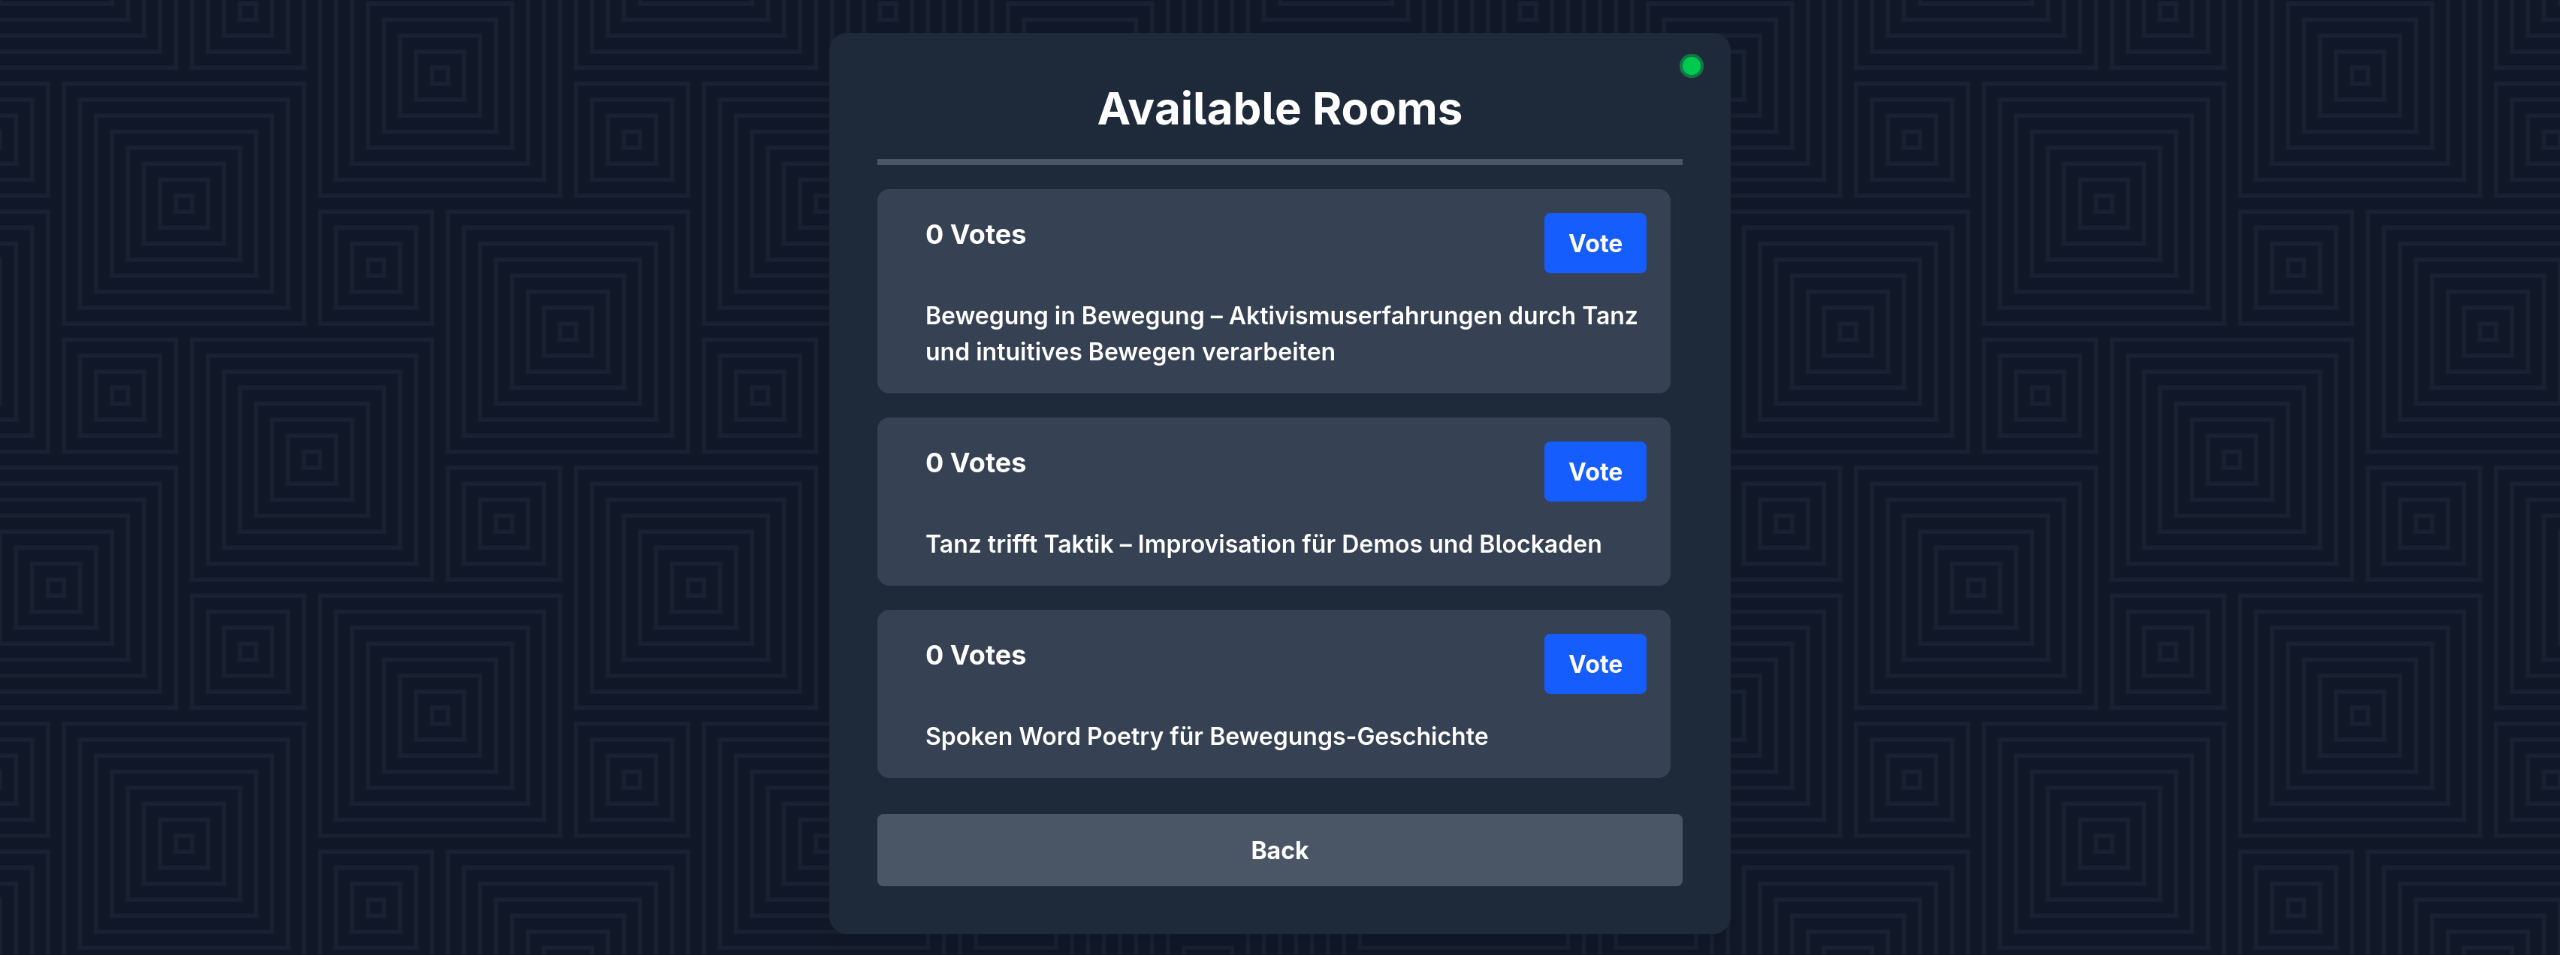 Available Rooms
0 Votes
Vote
Bewegung in Bewegung – Aktivismuserfahrungen durch Tanz
und intuitives Bewegen verarbeiten
0 Votes
Vote
Tanz trifft Taktik – Improvisation für Demos und Blockaden
0 Votes
Vote
Spoken Word Poetry für Bewegungs-Geschichte
Back